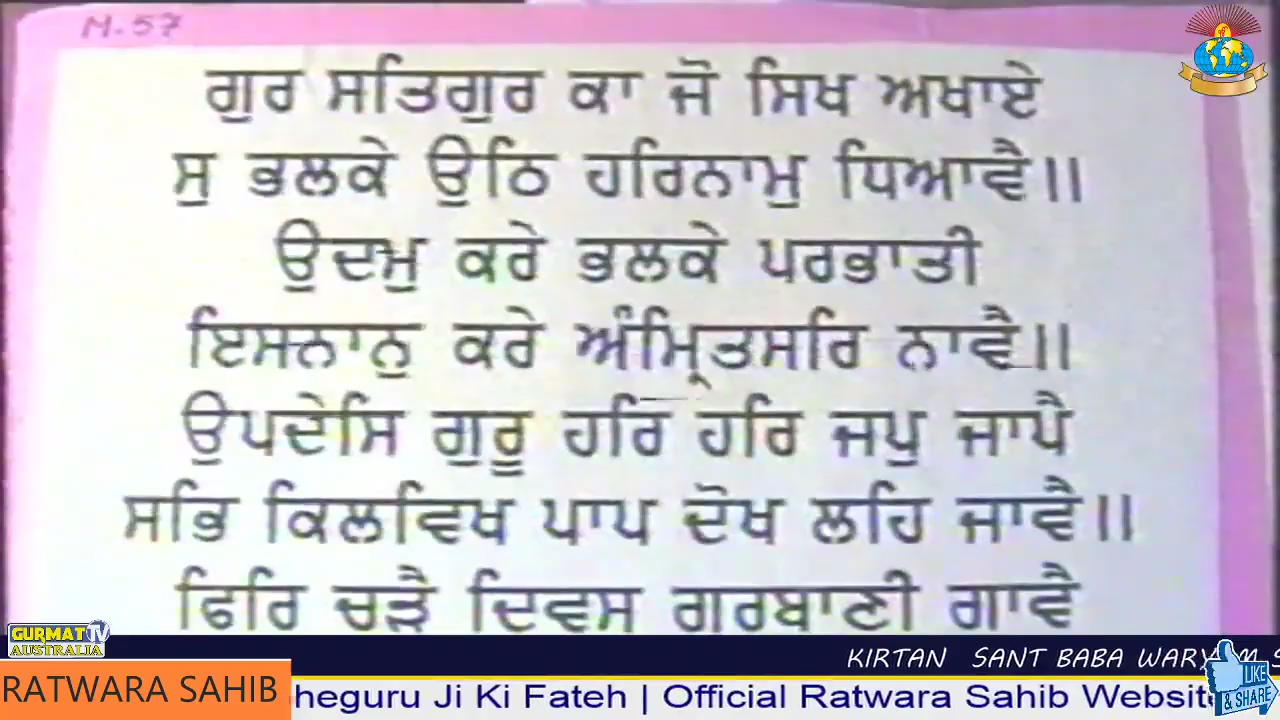 M.57
ਗੁਰ ਸਤਿਗੁਰ ਕਾ ਜੋ ਸਿਖ ਅਖਾਏ
ਸੁ ਭਲਕੇ ਉਠਿ ਹਰਿਨਾਮੁ ਧਿਆਵੈ॥
ਉਦਮੁ ਕਰੇ ਭਲਕੇ ਪਰਭਾਤੀ
ਇਸਨਾਨੁ ਕਰੇ ਅੰਮ੍ਰਿਤਸਰਿ ਨਾਵੈ॥
ਉਪਦੇਸਿ ਗੁਰੂ ਹਰਿ ਹਰਿ ਜਪੁ ਜਾਪੈ
ਸਭਿ ਕਿਲਵਿਖ ਪਾਪ ਦੋਖ ਲਹਿ ਜਾਵੈ॥
ਫਿਰਿ ਚੜੈ ਦਿਵਸ ਗਰਬਾਣੀ ਗਾਵੈ
GURMAT TV
AUSTRALIA
KIRTAN SANT BABA WARYAM S
RATWARA SAHIB
heguru Ji Ki Fateh | Official Ratwara Sahib Website
LIKE
& SHARE